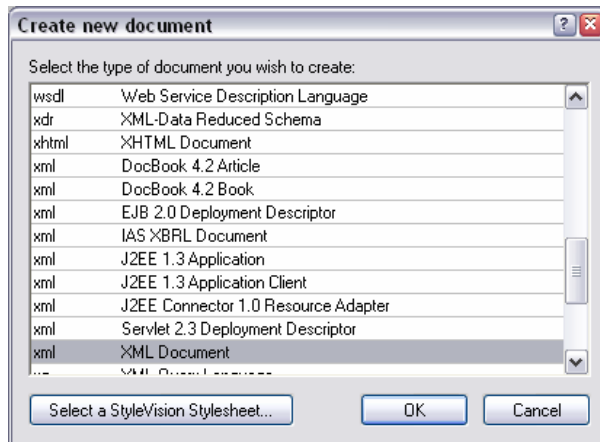 Create new document
Select the type of document you wish to create:
wsdl Web Service Description Language
xdr XML-Data Reduced Schema
xhtml XHTML Document
xml DocBook 4.2 Article
xml DocBook 4.2 Book
xml EJB 2.0 Deployment Descriptor
xml IAS XBRL Document
xml J2EE 1.3 Application
xml J2EE 1.3 Application Client
xml J2EE Connector 1.0 Resource Adapter
xml Servlet 2.3 Deployment Descriptor
xml XML Document
XML Query Language
Select a StyleVision Stylesheet... OK Cancel